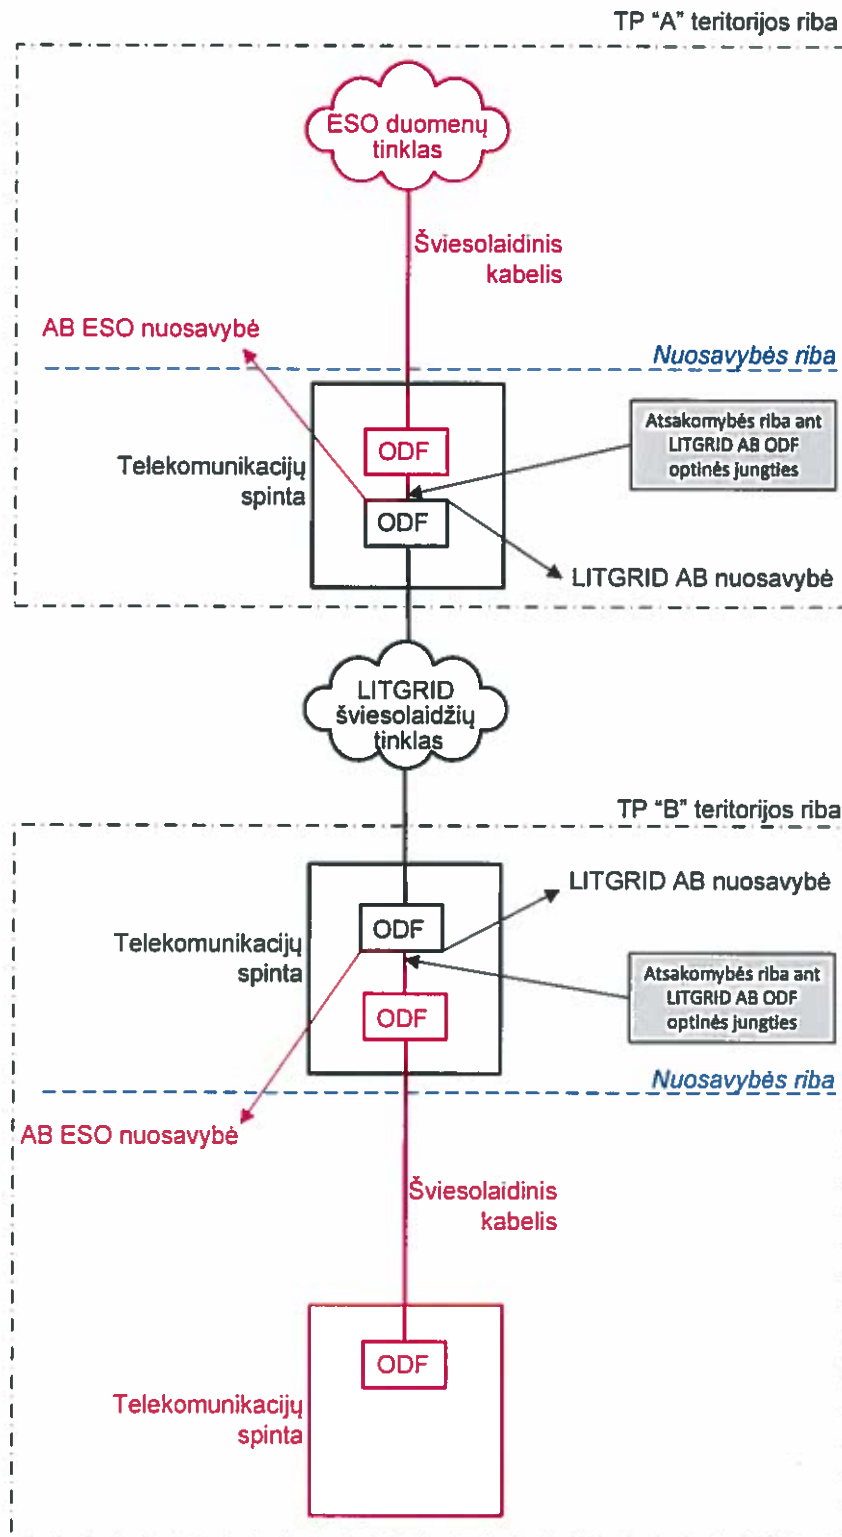 TP “A” teritorijos riba
ESO duomenų
tinklas
Šviesolaidinis
kabelis
AB ESO nuosavybė
Nuosavybės riba
ODF
Atsakomybės riba ant
LITGRID AB ODF
optinės jungties
Telekomunikacijų
spinta
ODF
LITGRID AB nuosavybė
LITGRID
šviesolaidžių
tinklas
TP “B” teritorijos riba
LITGRID AB nuosavybė
ODF
Telekomunikacijų
spinta
Atsakomybės riba ant
LITGRID AB ODF
optinės jungties
ODF
Nuosavybės riba
AB ESO nuosavybė
Šviesolaidinis
kabelis
ODF
Telekomunikacijų
spinta